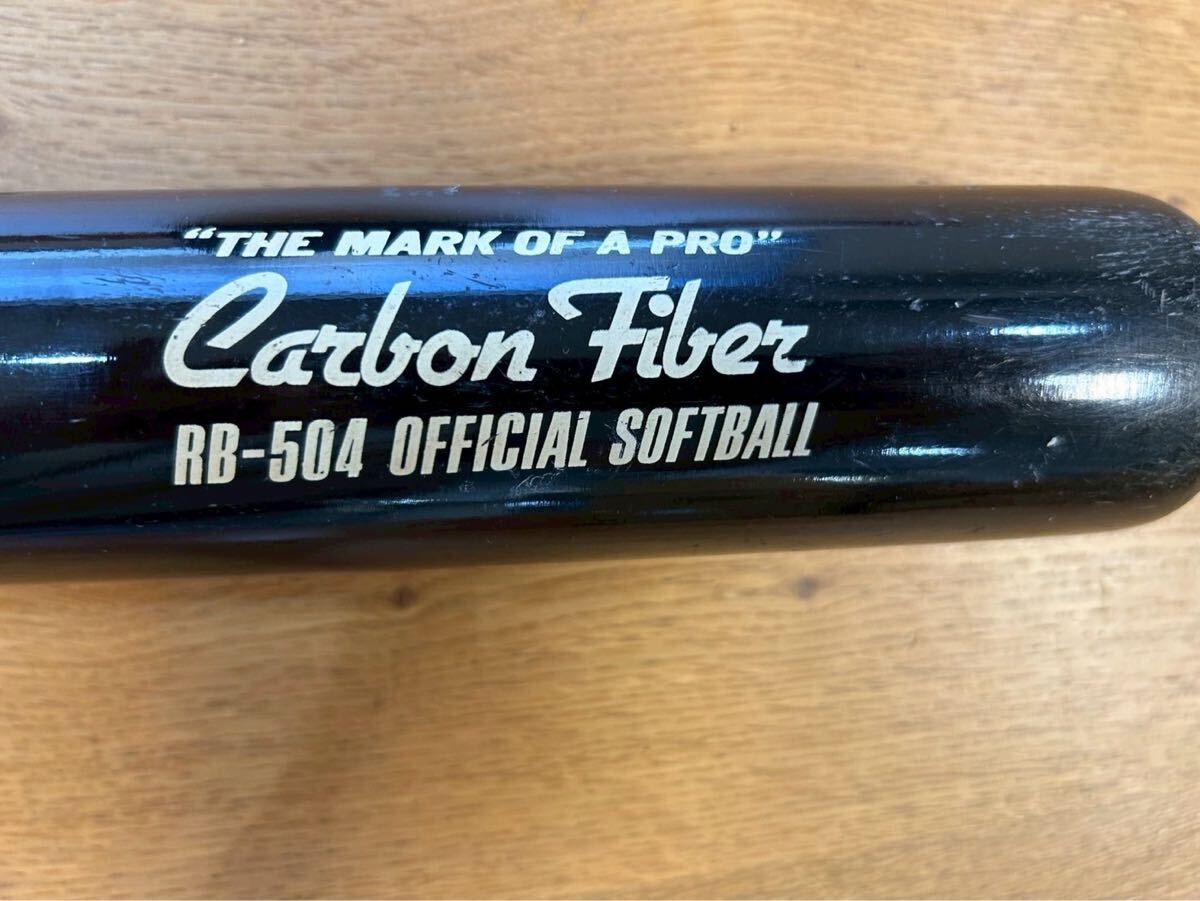 “THE MARK OF A PRO”
Carbon Fiber
RB-504 OFFICIAL SOFTBALL